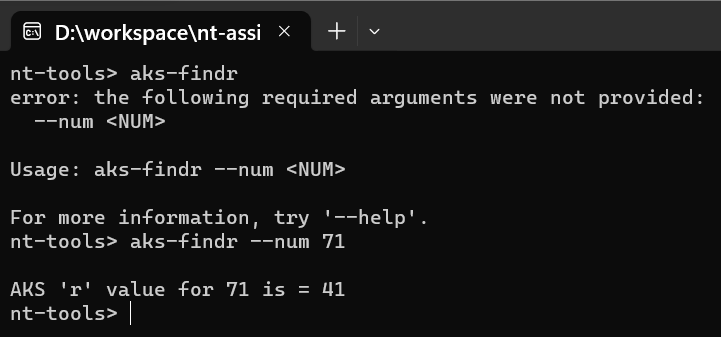 D:\workspace\nt-assi
nt-tools> aks-findr
error: the following required arguments were not provided:
  --num <NUM>
Usage: aks-findr --num <NUM>
For more information, try '--help'.
nt-tools> aks-findr --num 71
AKS 'r' value for 71 is = 41
nt-tools>